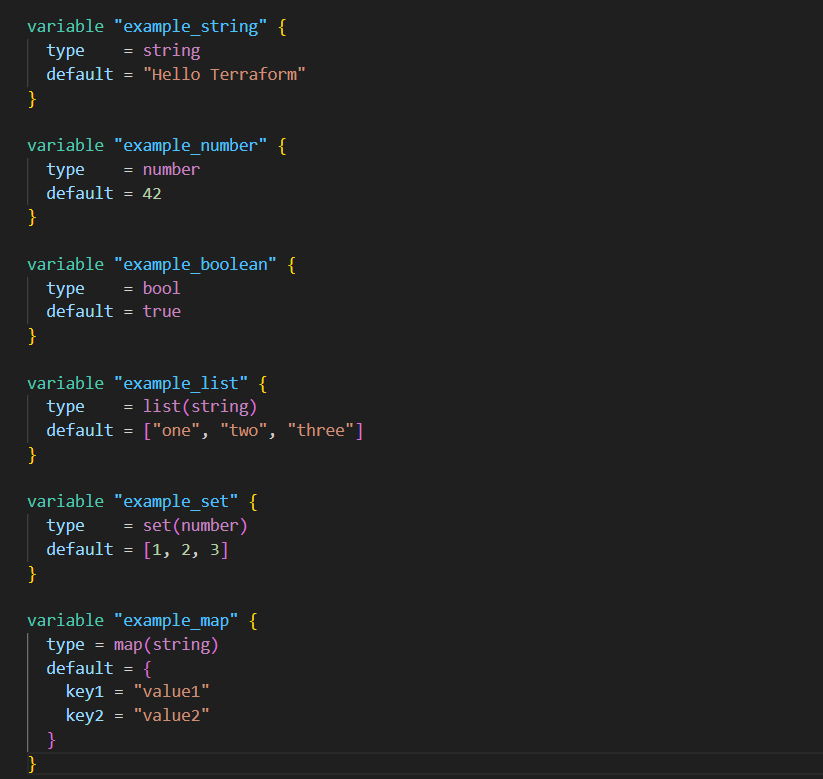 variable "example_string" {
  type    = string
  default = "Hello Terraform"
}

variable "example_number" {
  type    = number
  default = 42
}

variable "example_boolean" {
  type    = bool
  default = true
}

variable "example_list" {
  type    = list(string)
  default = ["one", "two", "three"]
}

variable "example_set" {
  type    = set(number)
  default = [1, 2, 3]
}

variable "example_map" {
  type = map(string)
  default = {
    key1 = "value1"
    key2 = "value2"
  }
}